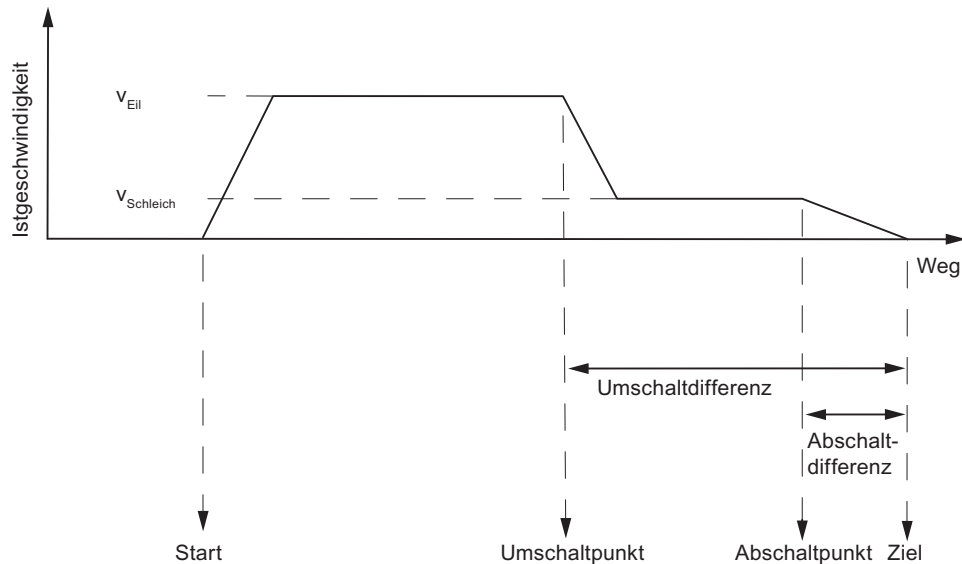 Istgeschwindigkeit
vEil
vSchleich
Weg
Umschaltdifferenz
Abschalt-
differenz
Start
Umschaltpunkt
Abschaltpunkt
Ziel